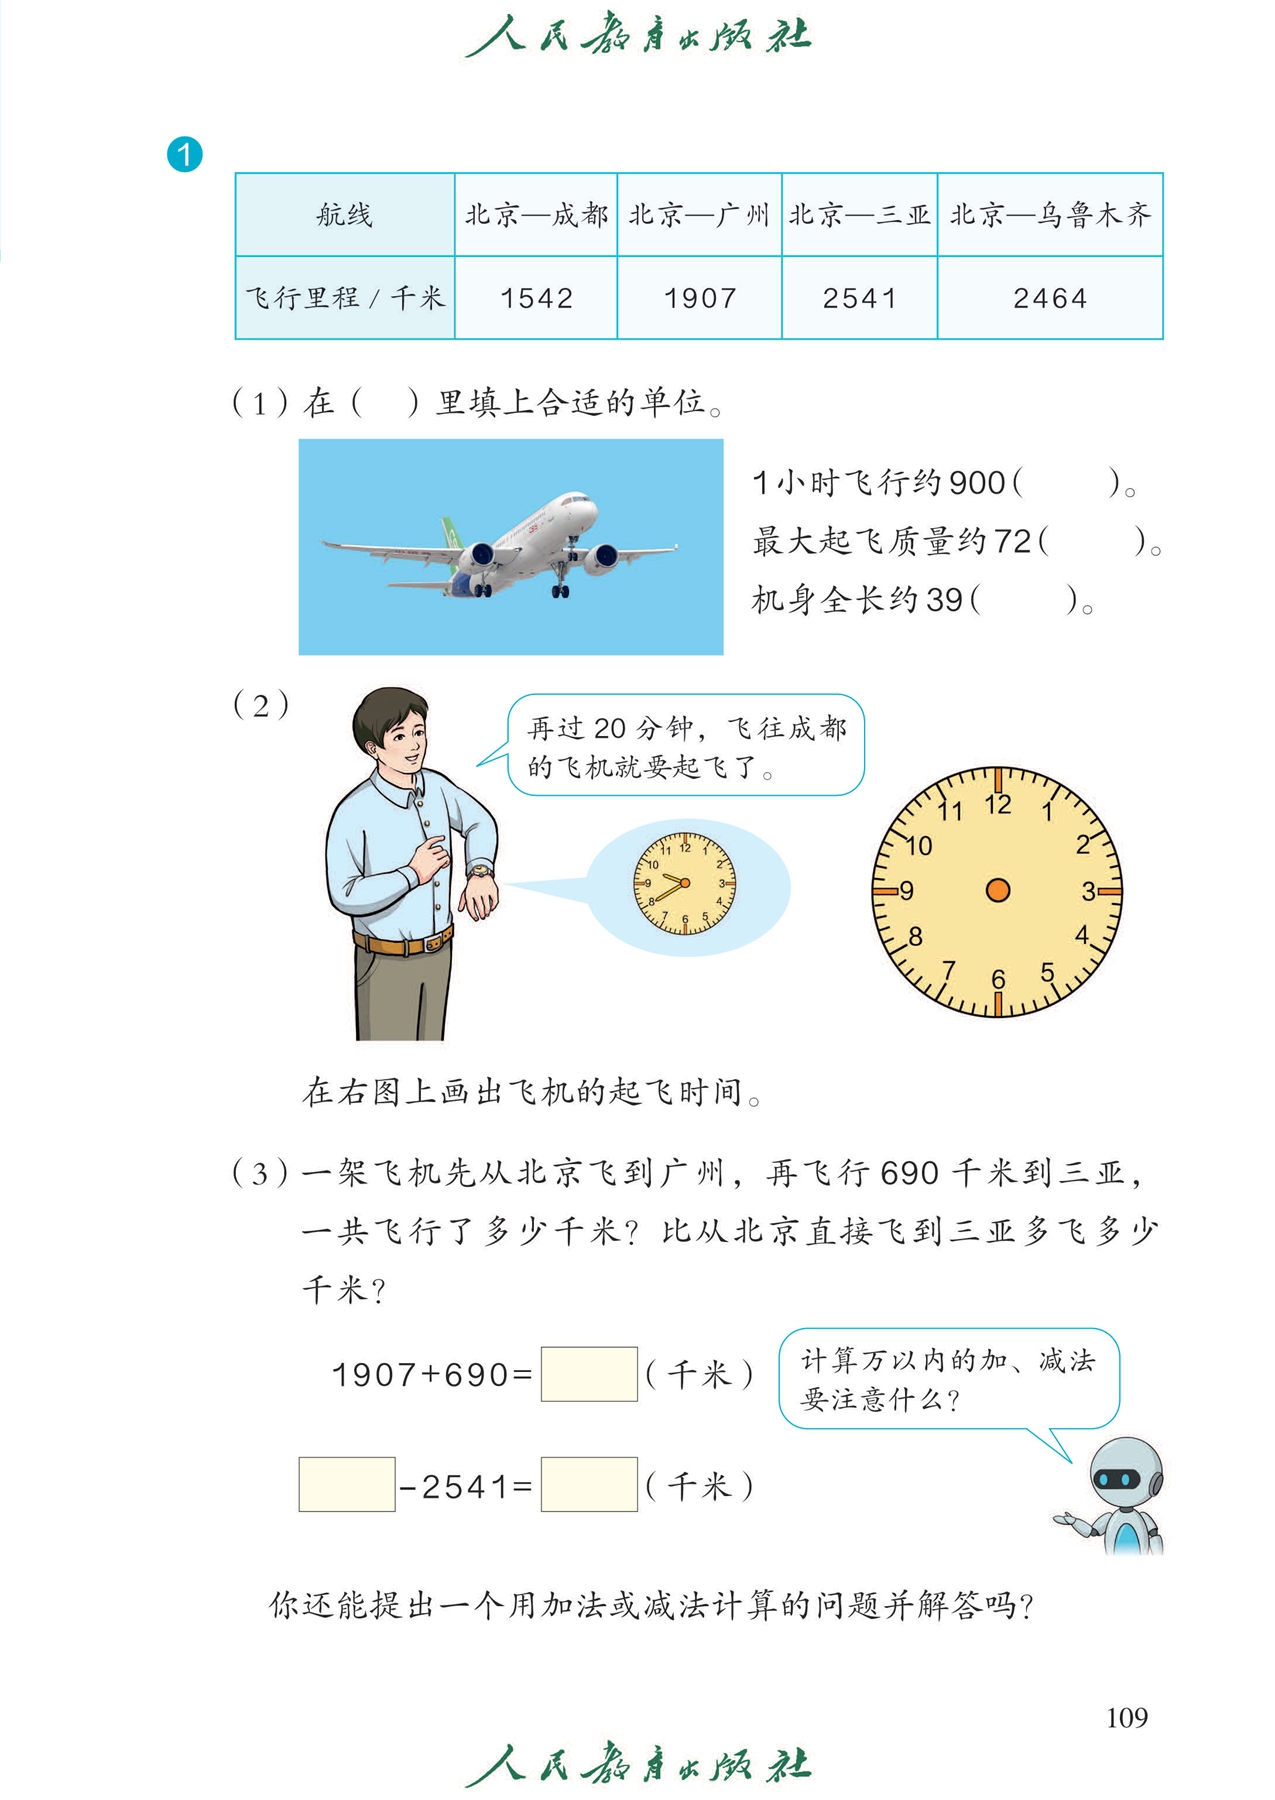 人民教育出版社
1
航线 北京—成都 北京—广州 北京—三亚 北京—乌鲁木齐
飞行里程 / 千米 1542 1907 2541 2464
（1）在（ ）里填上合适的单位。
1小时飞行约900（ ）。
最大起飞质量约72（ ）。
机身全长约39（ ）。
（2）
再过 20 分钟，飞往成都
的飞机就要起飞了。
12 1 2 3 4 5 6 7 8 9 10 11
12 1 2 3 4 5 6 7 8 9 10 11
在右图上画出飞机的起飞时间。
（3）一架飞机先从北京飞到广州，再飞行 690 千米到三亚，
一共飞行了多少千米？比从北京直接飞到三亚多飞多少
千米？
1907+690= （千米）
计算万以内的加、减法
要注意什么？
－2541= （千米）
你还能提出一个用加法或减法计算的问题并解答吗？
109
人民教育出版社